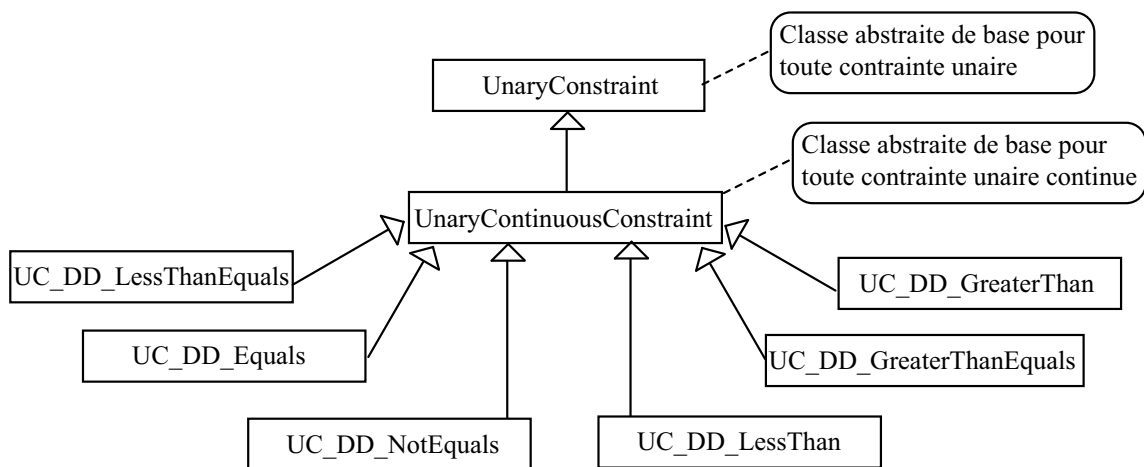 Classe abstraite de base pour
toute contrainte unaire
UnaryConstraint
Classe abstraite de base pour
toute contrainte unaire continue
UnaryContinuousConstraint
UC_DD_LessThanEquals
UC_DD_GreaterThan
UC_DD_Equals
UC_DD_GreaterThanEquals
UC_DD_NotEquals
UC_DD_LessThan